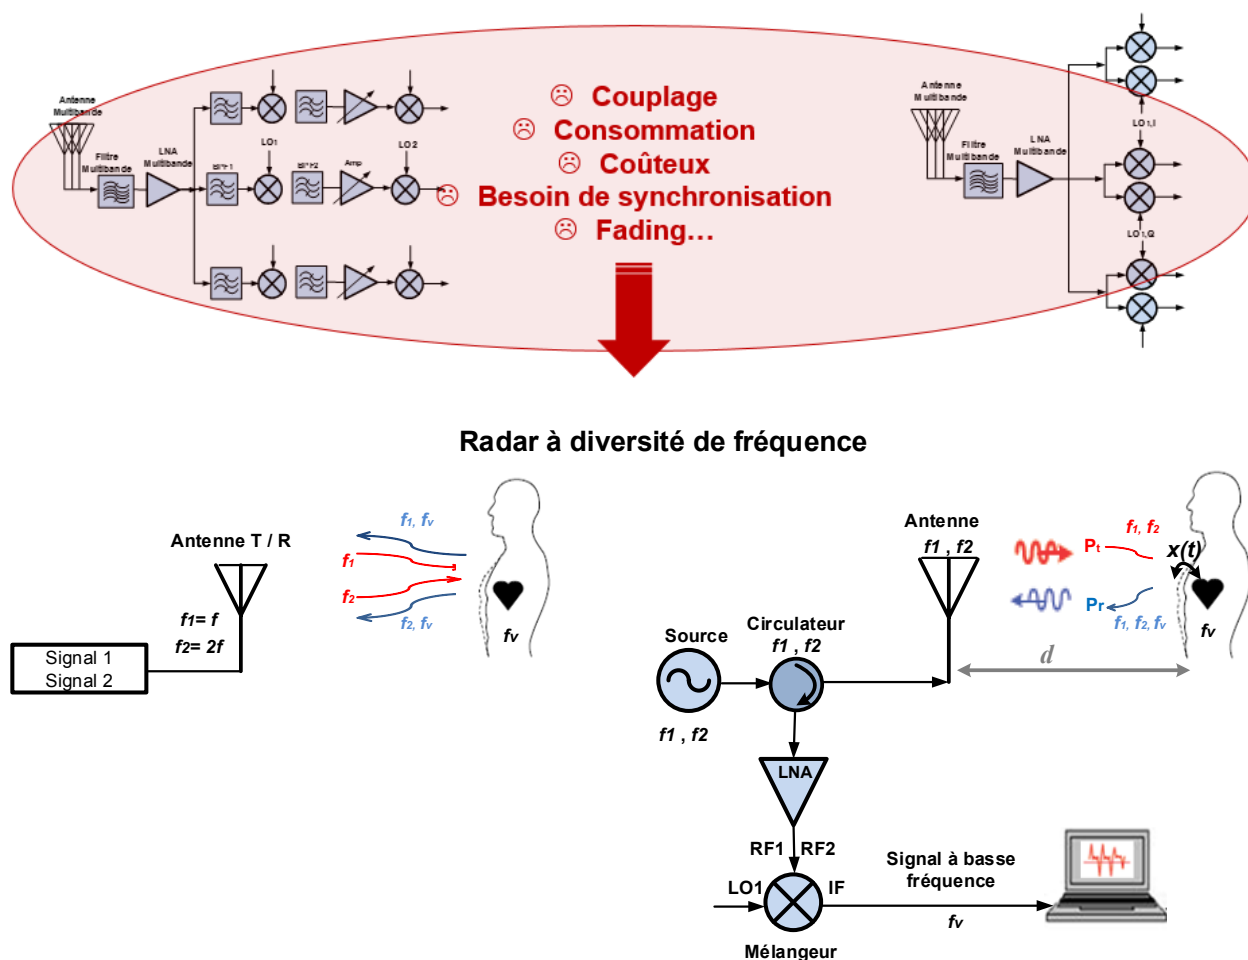 Antenne
Multibande
Filtre
Multibande
LNA
Multibande
BPF1
LO1
BPF2
Amp
LO2
☹ Couplage
☹ Consommation
☹ Coûteux
☹ Besoin de synchronisation
☹ Fading…
Antenne
Multibande
Filtre
Multibande
LNA
Multibande
LO1,I
LO1,Q
Radar à diversité de fréquence
Antenne T / R
f1= f
f2= 2f
Signal 1
Signal 2
f1, fv
f1
f2
f2, fv
fv
Antenne
f1 , f2
Source
f1 , f2
Circulateur
f1 , f2
Pt
f1, f2
x(t)
Pr
f1, f2, fv
fv
d
LNA
RF1 RF2
LO1 IF
Mélangeur
Signal à basse
fréquence
fv